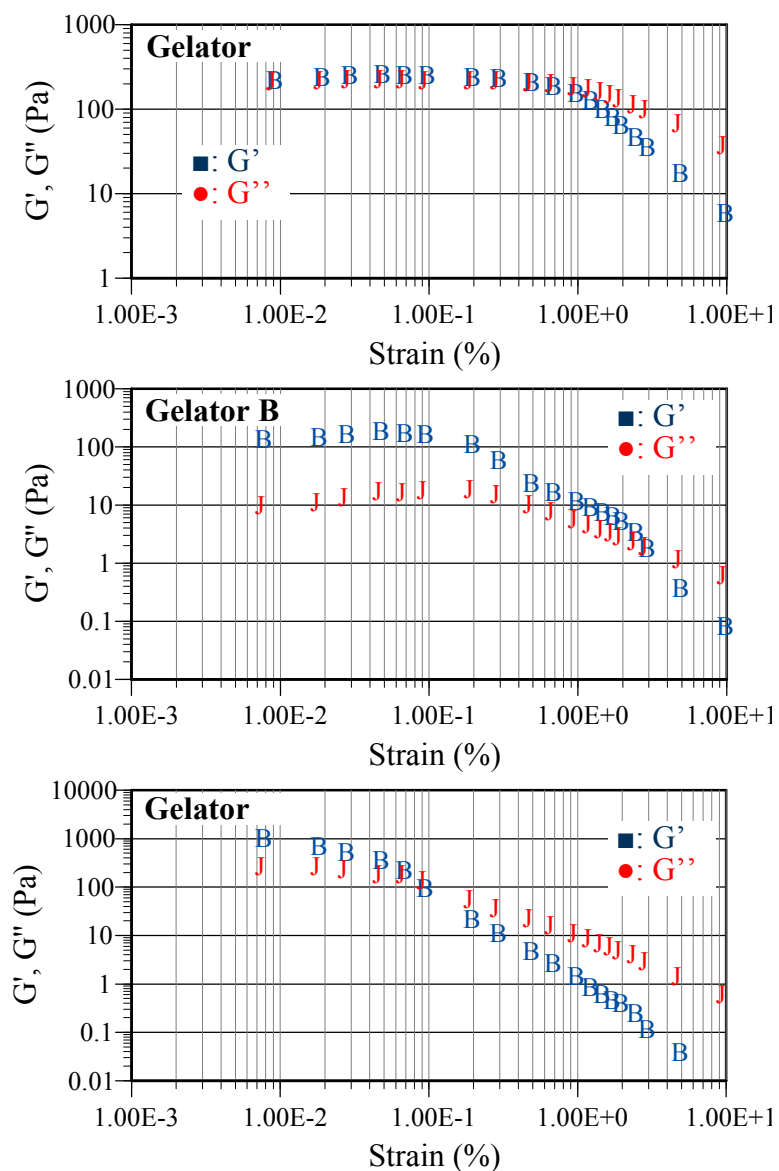 Gelator
1000
100
10
1
G', G'' (Pa)
■: G’
●: G’’
1.00E-3 1.00E-2 1.00E-1 1.00E+0 1.00E+1
Strain (%)
Gelator B
1000
100
10
1
0.1
0.01
G', G'' (Pa)
■: G’
●: G’’
1.00E-3 1.00E-2 1.00E-1 1.00E+0 1.00E+1
Strain (%)
Gelator
10000
1000
100
10
1
0.1
0.01
G', G'' (Pa)
■: G’
●: G’’
1.00E-3 1.00E-2 1.00E-1 1.00E+0 1.00E+1
Strain (%)